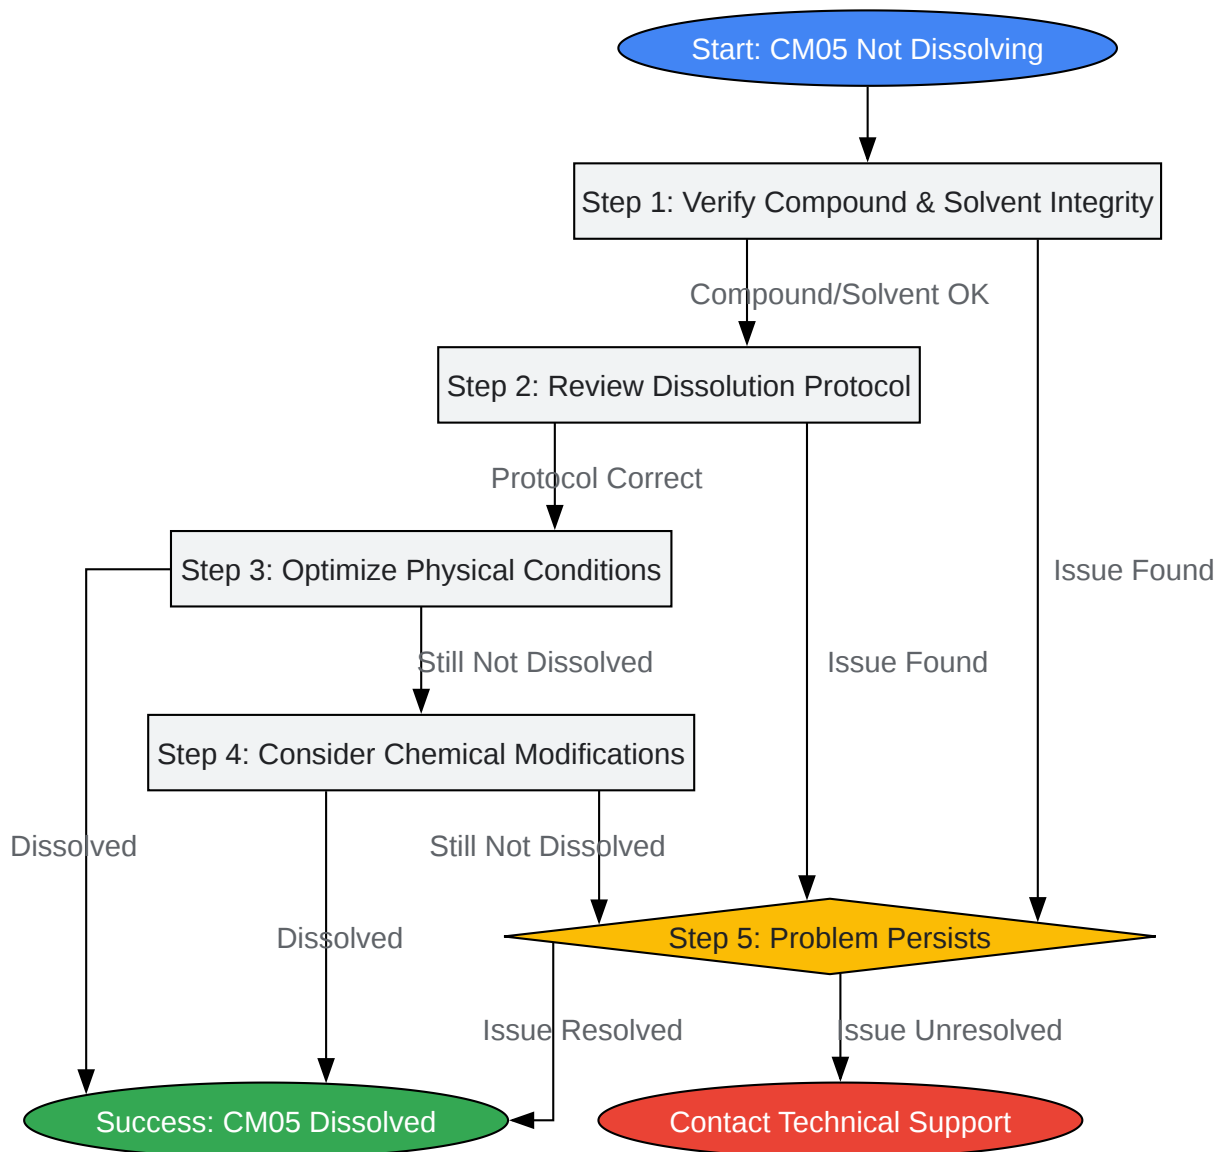 Start: CM05 Not Dissolving
Step 1: Verify Compound & Solvent Integrity
Compound/Solvent OK
Step 2: Review Dissolution Protocol
Protocol Correct
Step 3: Optimize Physical Conditions
Issue Found
Still Not Dissolved
Issue Found
Step 4: Consider Chemical Modifications
Dissolved
Still Not Dissolved
Dissolved
Step 5: Problem Persists
Issue Resolved
Issue Unresolved
Success: CM05 Dissolved
Contact Technical Support